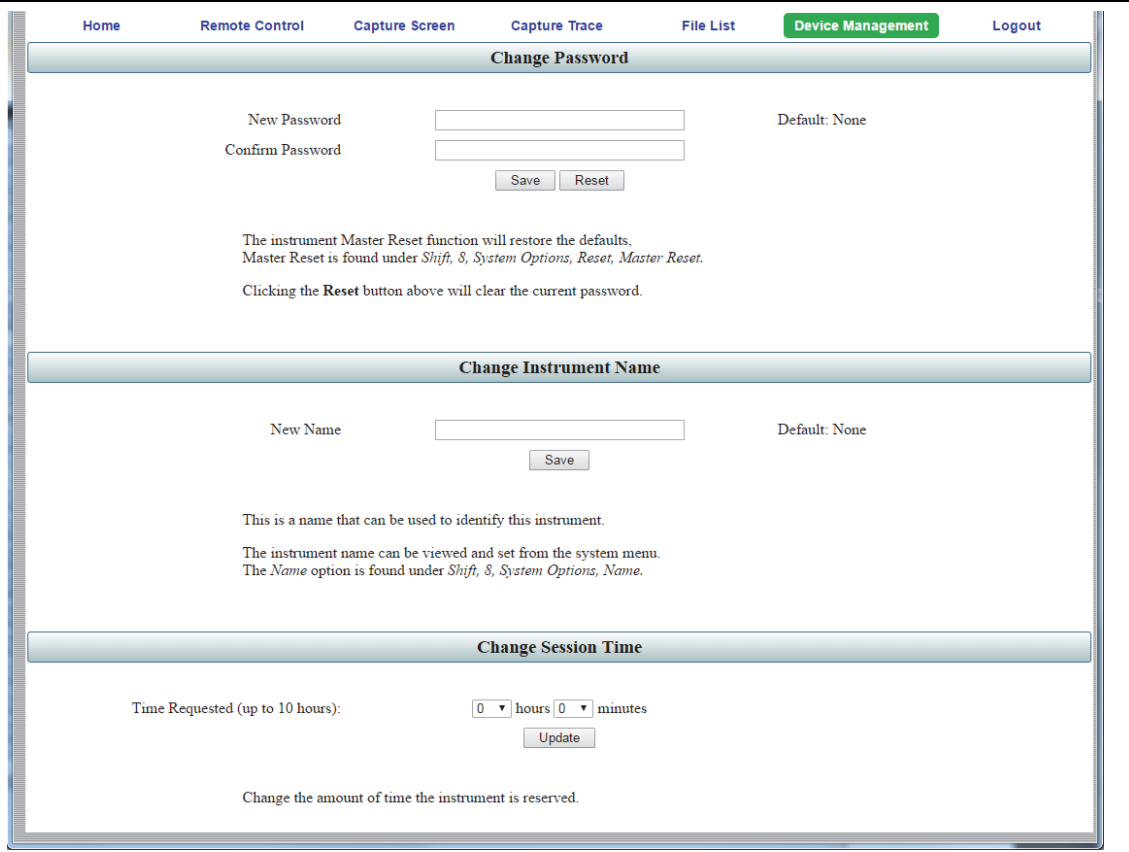 Home Remote Control Capture Screen Capture Trace File List Device Management Logout
Change Password
New Password Default: None
Confirm Password
Save Reset
The instrument Master Reset function will restore the defaults,
Master Reset is found under Shift, 8, System Options, Reset, Master Reset.
Clicking the Reset button above will clear the current password.
Change Instrument Name
New Name Default: None
Save
This is a name that can be used to identify this instrument.
The instrument name can be viewed and set from the system menu.
The Name option is found under Shift, 8, System Options, Name.
Change Session Time
Time Requested (up to 10 hours): 0 hours 0 minutes
Update
Change the amount of time the instrument is reserved.